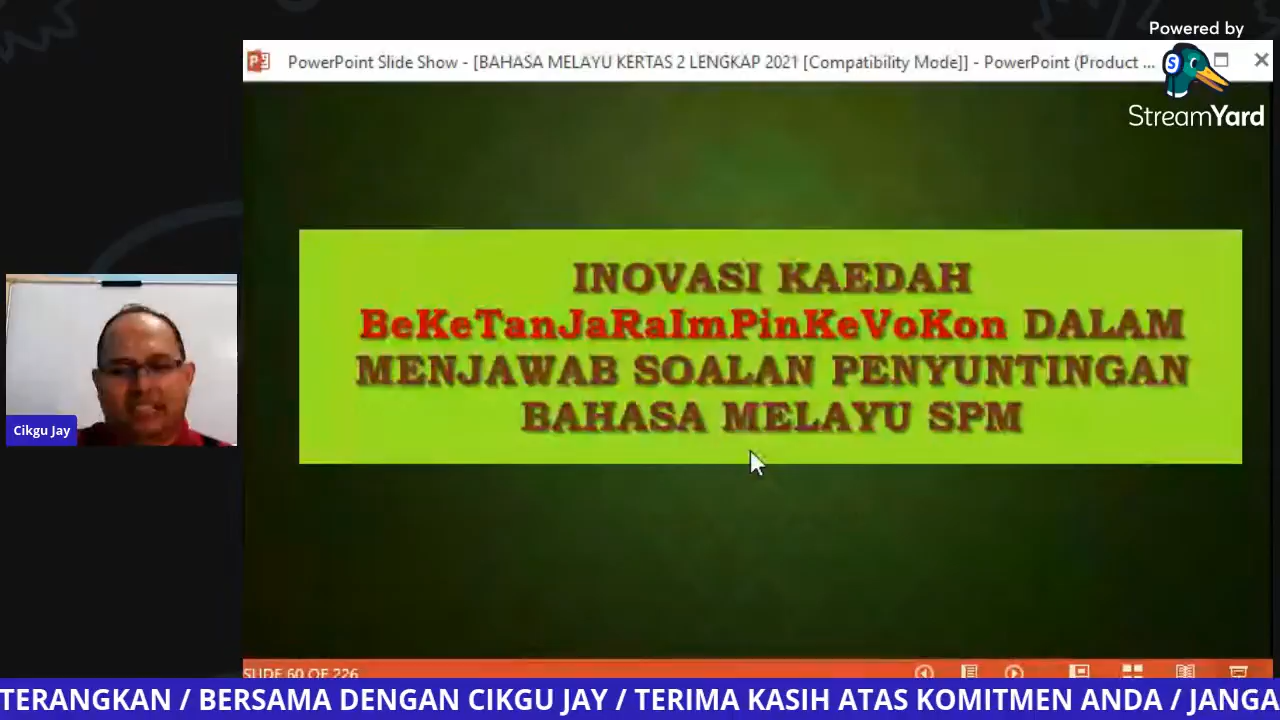 Powered by
StreamYard
PowerPoint Slide Show - [BAHASA MELAYU KERTAS 2 LENGKAP 2021 [Compatibility Mode]] - PowerPoint (Product ...
INOVASI KAEDAH
BeKeTanJaRaImPinKeVoKon DALAM
MENJAWAB SOALAN PENYUNTINGAN
BAHASA MELAYU SPM
Cikgu Jay
SLIDE 60 OF 226
TERANGKAN / BERSAMA DENGAN CIKGU JAY / TERIMA KASIH ATAS KOMITMEN ANDA / JANGA